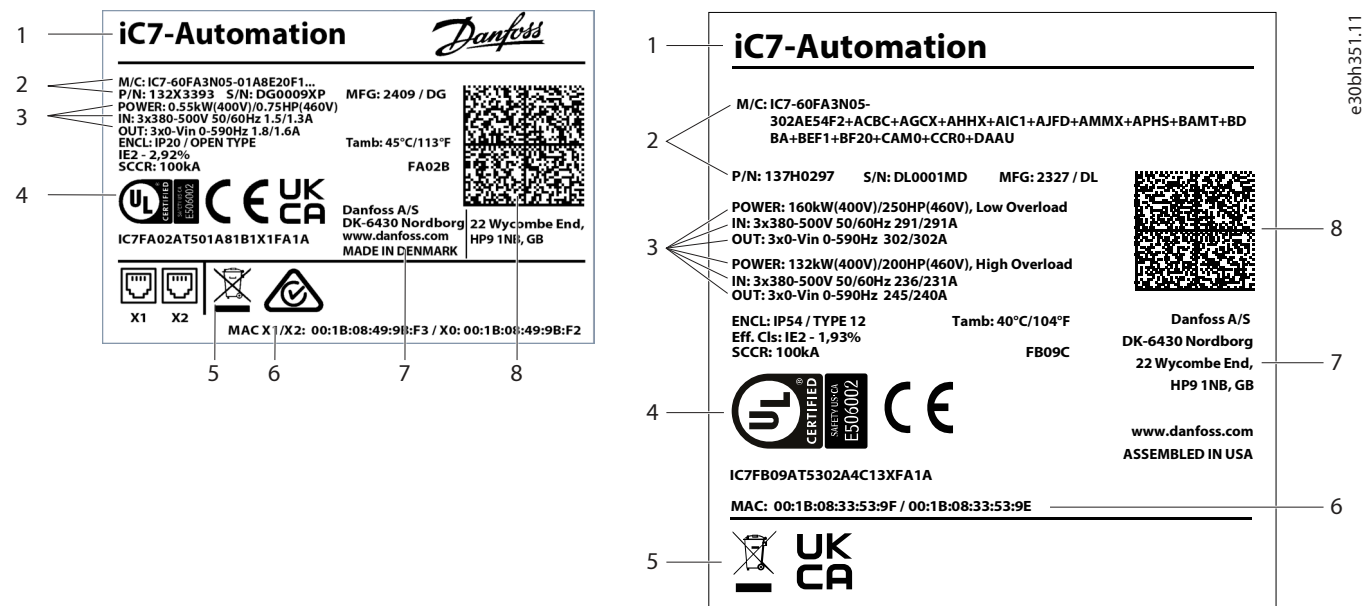 iC7-Automation
Danfoss
1
M/C: IC7-60FA3N05-01A8E20F1...
2
P/N: 132X3393 S/N: DG0009XP MFG: 2409 / DG
POWER: 0.55kW(400V)/0.75HP(460V)
3
IN: 3x380-500V 50/60Hz 1.5/1.3A
OUT: 3x0-Vin 0-590Hz 1.8/1.6A
ENCL: IP20 / OPEN TYPE Tamb: 45°C/113°F
IE2 - 2,92%
SCCR: 100kA FA02B
4
UL CERTIFIED SAFETY US-CA E506002 CE UK CA
Danfoss A/S
DK-6430 Nordborg
www.danfoss.com
MADE IN DENMARK
22 Wycombe End,
HP9 1NB, GB
IC7FA02AT501A81B1X1FA1A
X1 X2
MAC X1/X2: 00:1B:08:49:9B:F3 / X0: 00:1B:08:49:9B:F2
5 6 7 8
1
iC7-Automation
M/C: IC7-60FA3N05-
302AE54F2+ACBC+AGCX+AHHX+AIC1+AJFD+AMMX+APHS+BAMT+BD
BA+BEF1+BF20+CAM0+CCR0+DAAU
2
P/N: 137H0297 S/N: DL0001MD MFG: 2327 / DL
POWER: 160kW(400V)/250HP(460V), Low Overload
IN: 3x380-500V 50/60Hz 291/291A
OUT: 3x0-Vin 0-590Hz 302/302A
3
POWER: 132kW(400V)/200HP(460V), High Overload
IN: 3x380-500V 50/60Hz 236/231A
OUT: 3x0-Vin 0-590Hz 245/240A
8
ENCL: IP54 / TYPE 12 Tamb: 40°C/104°F
Eff. Cls: IE2 - 1,93%
SCCR: 100kA FB09C
Danfoss A/S
DK-6430 Nordborg
22 Wycombe End,
HP9 1NB, GB
7
4
UL ® CERTIFIED SAFETY US-CA E506002 CE
www.danfoss.com
ASSEMBLED IN USA
IC7FB09AT5302A4C13XFA1A
MAC: 00:1B:08:33:53:9F / 00:1B:08:33:53:9E
6
5
UK
CA
e30bh351.11